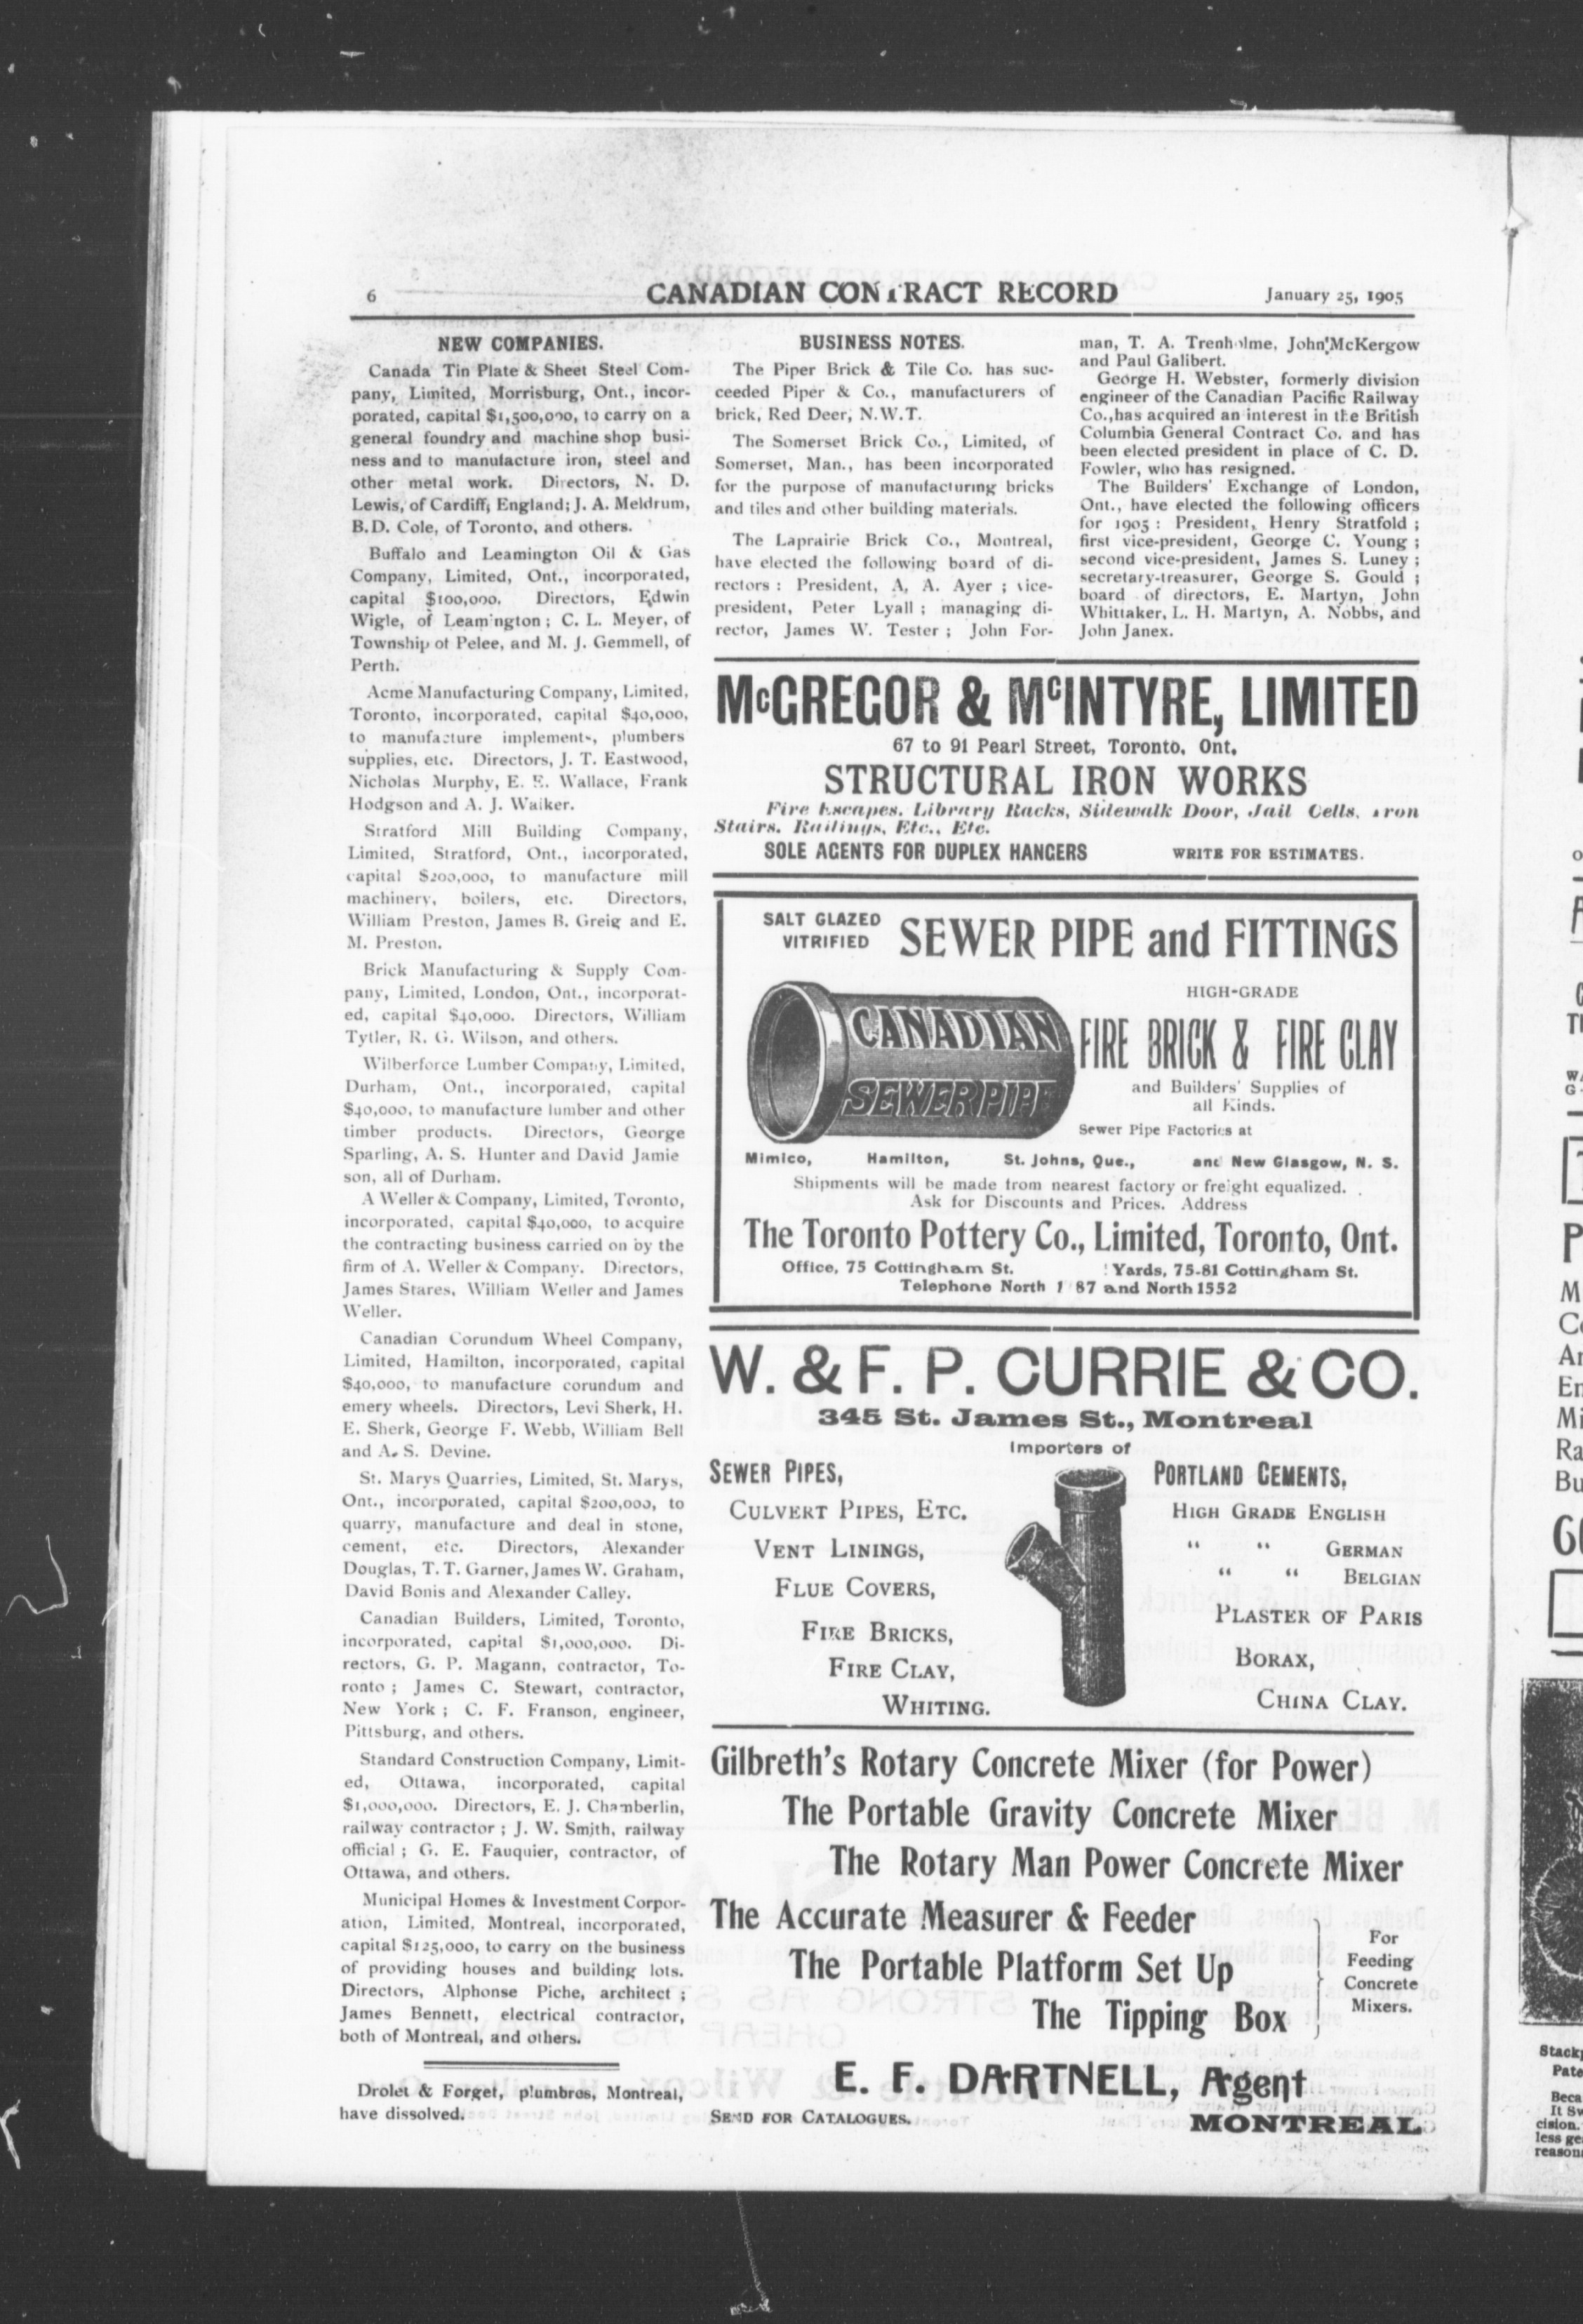 6
CANADIAN CONTRACT RECORD
January 25, 1905
NEW COMPANIES.
Canada Tin Plate & Sheet Steel Com-
pany, Limited, Morrisburg, Ont., incor-
porated, capital $1,500,000, to carry on a
general foundry and machine shop busi-
ness and to manufacture iron, steel and
other metal work. Directors, N. D.
Lewis, of Cardiff, England; J. A. Meldrum,
B. D. Cole, of Toronto, and others.
Buffalo and Leamington Oil & Gas
Company, Limited, Ont., incorporated,
capital $100,000. Directors, Edwin
Wigle, of Leamington; C. L. Meyer, of
Township of Pelee, and M. J. Gemmell, of
Perth.
Acme Manufacturing Company, Limited,
Toronto, incorporated, capital $40,000,
to manufacture implements, plumbers
supplies, etc. Directors, J. T. Eastwood,
Nicholas Murphy, E. E. Wallace, Frank
Hodgson and A. J. Walker.
Stratford Mill Building Company,
Limited, Stratford, Ont., incorporated,
capital $200,000, to manufacture mill
machinery, boilers, etc. Directors,
William Preston, James B. Greig and E.
M. Preston.
Brick Manufacturing & Supply Com-
pany, Limited, London, Ont., incorporat-
ed, capital $40,000. Directors, William
Tytler, R. G. Wilson, and others.
Wilberforce Lumber Company, Limited,
Durham, Ont., incorporated, capital
$40,000, to manufacture lumber and other
timber products. Directors, George
Sparling, A. S. Hunter and David Jamie
son, all of Durham.
A Weller & Company, Limited, Toronto,
incorporated, capital $40,000, to acquire
the contracting business carried on by the
firm of A. Weller & Company. Directors,
James Stares, William Weller and James
Weller.
Canadian Corundum Wheel Company,
Limited, Hamilton, incorporated, capital
$40,000, to manufacture corundum and
emery wheels. Directors, Levi Sherk, H.
E. Sherk, George F. Webb, William Bell
and A. S. Devine.
St. Marys Quarries, Limited, St. Marys,
Ont., incorporated, capital $200,000, to
quarry, manufacture and deal in stone,
cement, etc. Directors, Alexander
Douglas, T. T. Garner, James W. Graham,
David Bonis and Alexander Calley.
Canadian Builders, Limited, Toronto,
incorporated, capital $1,000,000. Di-
rectors, G. P. Magann, contractor, To-
ronto; James C. Stewart, contractor,
New York; C. F. Franson, engineer,
Pittsburg, and others.
Standard Construction Company, Limit-
ed, Ottawa, incorporated, capital
$1,000,000. Directors, E. J. Chamberlin,
railway contractor; J. W. Smith, railway
official; G. E. Fauquier, contractor, of
Ottawa, and others.
Municipal Homes & Investment Corpor-
ation, Limited, Montreal, incorporated,
capital $125,000, to carry on the business
of providing houses and building lots.
Directors, Alphonse Piche, architect;
James Bennett, electrical contractor,
both of Montreal, and others.
Drolet & Forget, plumbres, Montreal,
have dissolved.
BUSINESS NOTES.
The Piper Brick & Tile Co. has suc-
ceeded Piper & Co., manufacturers of
brick, Red Deer, N.W.T.
The Somerset Brick Co., Limited, of
Somerset, Man., has been incorporated
for the purpose of manufacturing bricks
and tiles and other building materials.
The Laprairie Brick Co., Montreal,
have elected the following board of di-
rectors: President, A. A. Ayer; vice-
president, Peter Lyall; managing di-
rector, James W. Tester; John For-
man, T. A. Trenholme, John McKergow
and Paul Galibert.
George H. Webster, formerly division
engineer of the Canadian Pacific Railway
Co., has acquired an interest in the British
Columbia General Contract Co. and has
been elected president in place of C. D.
Fowler, who has resigned.
The Builders' Exchange of London,
Ont., have elected the following officers
for 1905: President, Henry Stratfold;
first vice-president, George C. Young;
second vice-president, James S. Luney;
secretary-treasurer, George S. Gould;
board of directors, E. Martyn, John
Whittaker, L. H. Martyn, A. Nobbs, and
John Janex.
McGREGOR & McINTYRE, LIMITED
67 to 91 Pearl Street, Toronto, Ont.
STRUCTURAL IRON WORKS
Fire Escapes, Library Racks, Sidewalk Door, Jail Cells, Iron
Stairs, Railings, Etc., Etc.
SOLE AGENTS FOR DUPLEX HANGERS WRITE FOR ESTIMATES.
SALT GLAZED
VITRIFIED
SEWER PIPE and FITTINGS
CANADIAN
SEWER PIPE
HIGH-GRADE
FIRE BRICK & FIRE CLAY
and Builders' Supplies of
all Kinds.
Sewer Pipe Factories at
Mimico, Hamilton, St. Johns, Que., and New Glasgow, N. S.
Shipments will be made from nearest factory or freight equalized.
Ask for Discounts and Prices. Address
The Toronto Pottery Co., Limited, Toronto, Ont.
Office, 75 Cottingham St. Yards, 75-81 Cottingham St.
Telephone North 1 87 and North 1552
W. & F. P. CURRIE & CO.
345 St. James St., Montreal
Importers of
SEWER PIPES,
CULVERT PIPES, ETC.
VENT LININGS,
FLUE COVERS,
FIRE BRICKS,
FIRE CLAY,
WHITING.
PORTLAND CEMENTS,
HIGH GRADE ENGLISH
" " GERMAN
" " BELGIAN
PLASTER OF PARIS
BORAX,
CHINA CLAY.
Gilbreth's Rotary Concrete Mixer (for Power)
The Portable Gravity Concrete Mixer
The Rotary Man Power Concrete Mixer
The Accurate Measurer & Feeder
The Portable Platform Set Up
The Tipping Box
For
Feeding
Concrete
Mixers.
E. F. DARTNELL, Agent
SEND FOR CATALOGUES.
MONTREAL